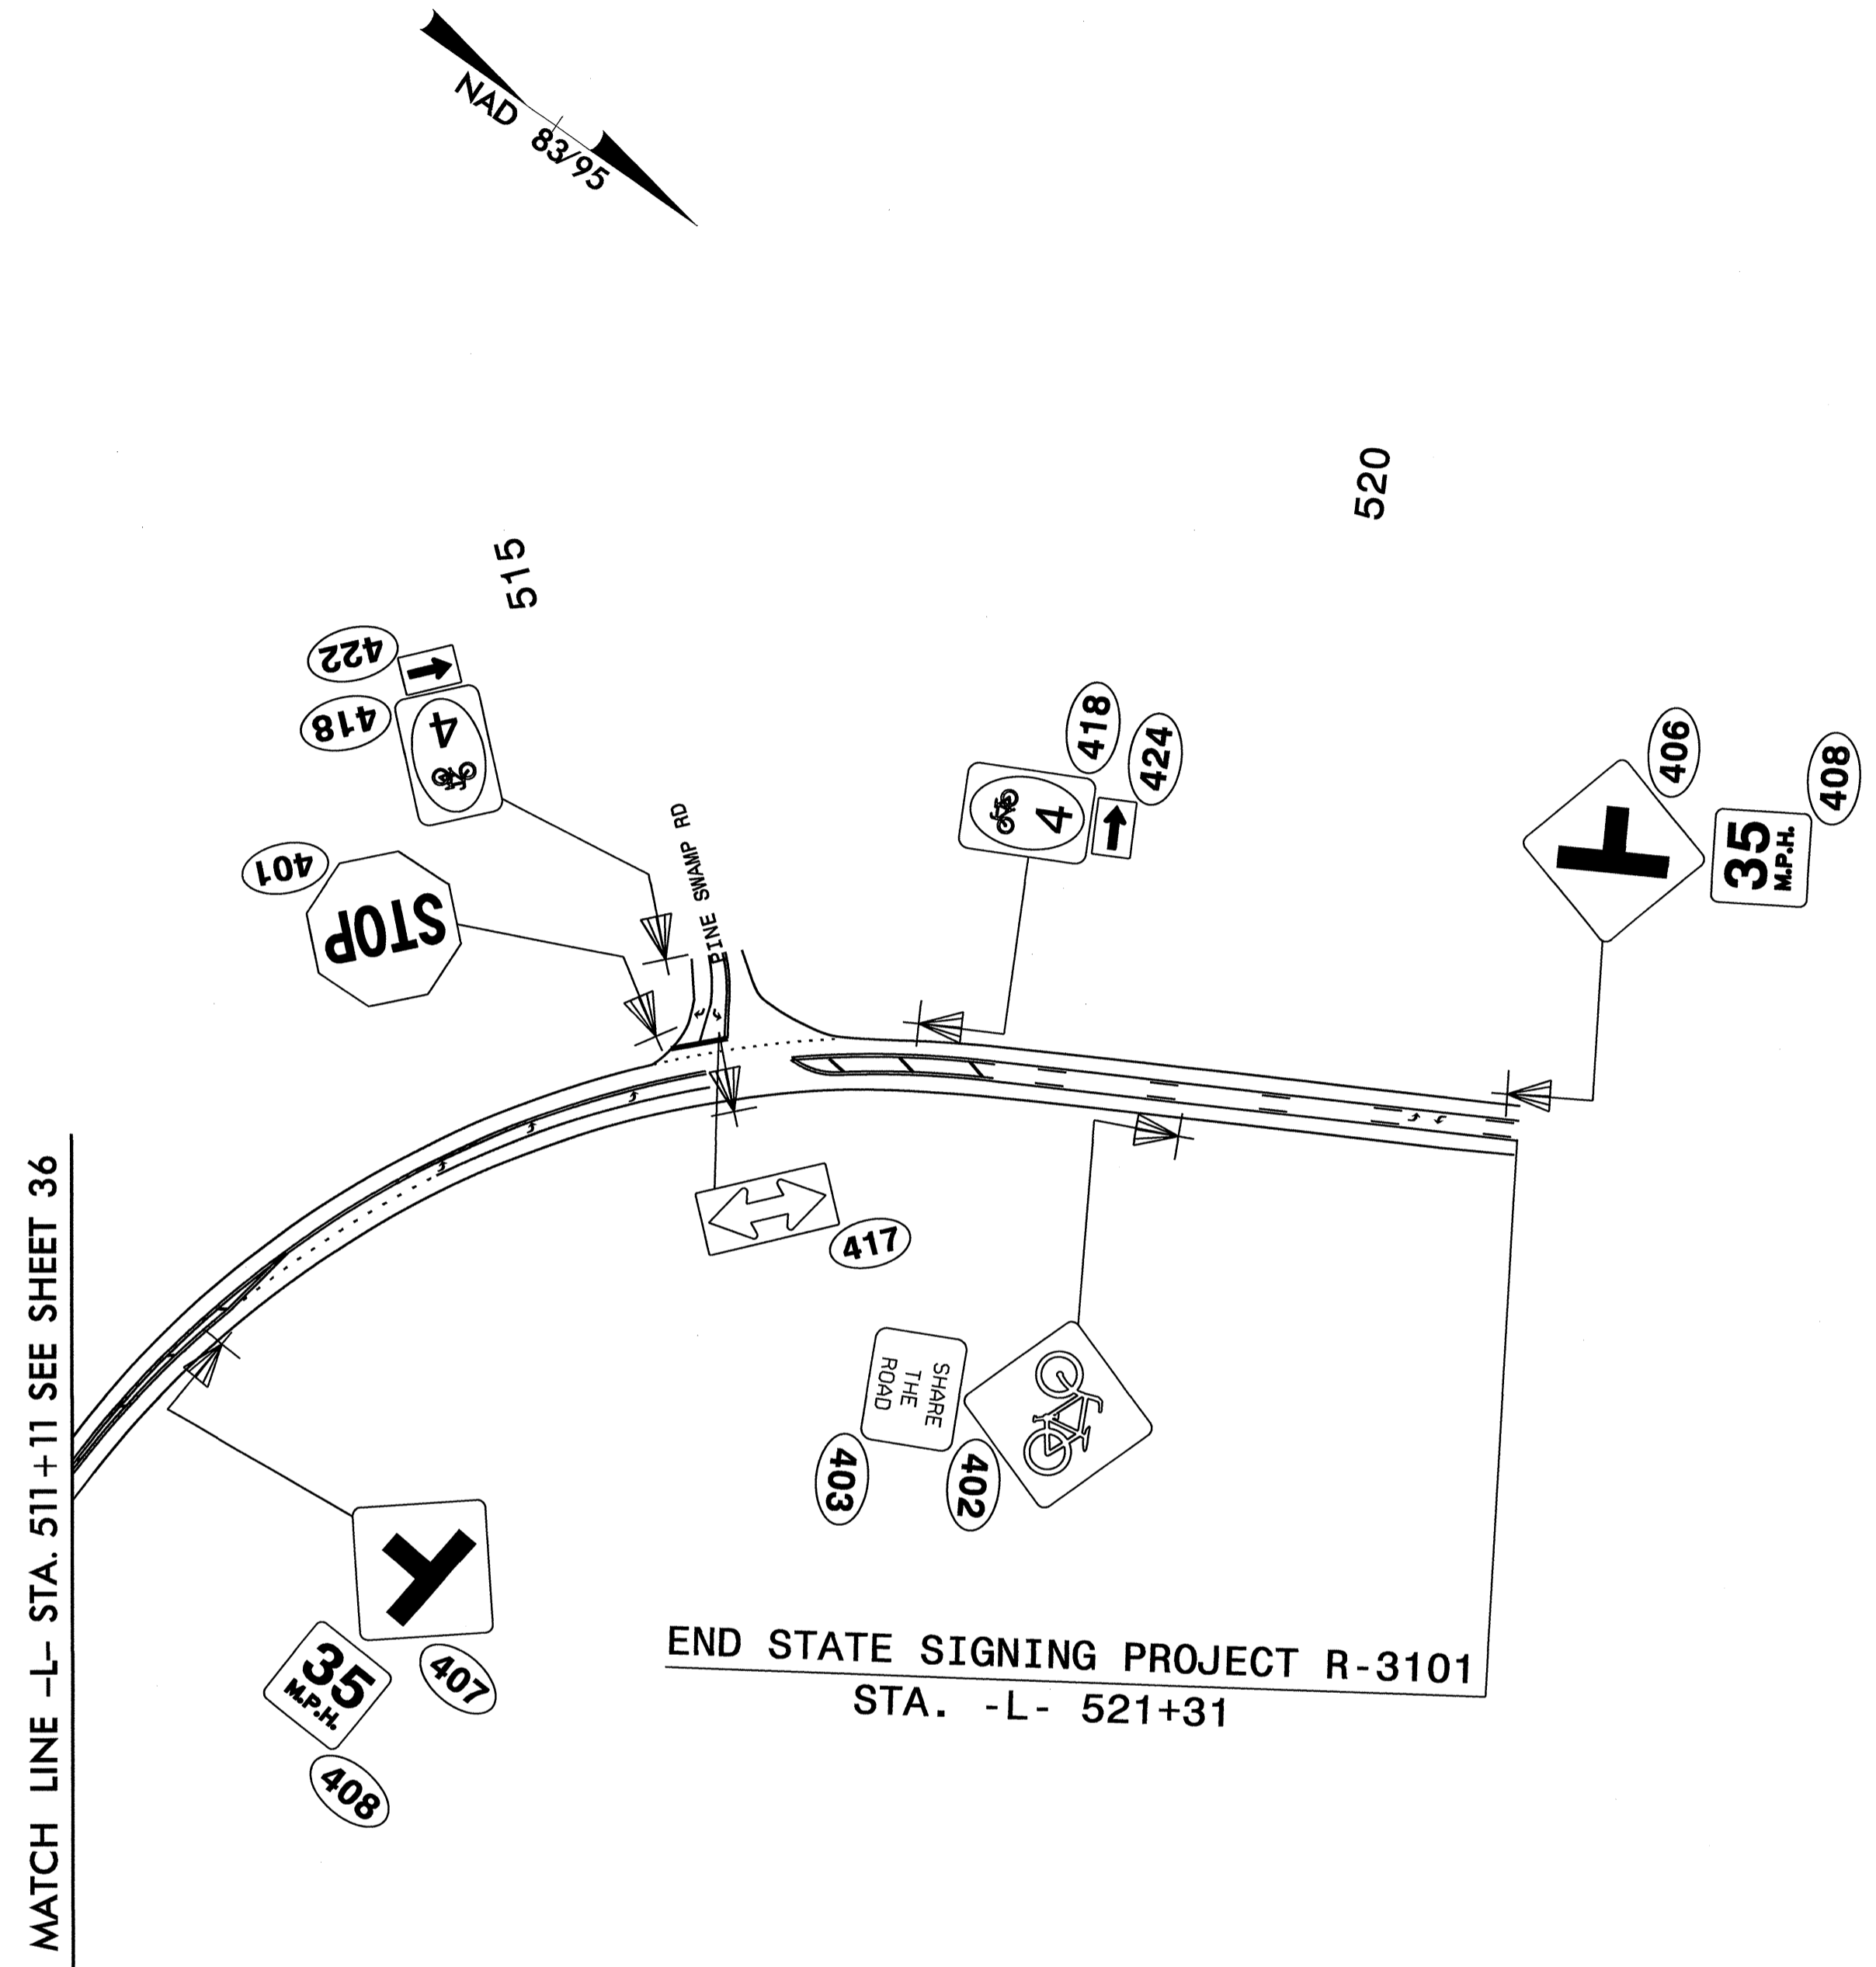 NAD 83/95
515
520
422
418
4
401
STOP
PINE SWAMP RD
418
424
4
406
408
35
M.P.H.
417
SHARE
THE
ROAD
403
402
407
35
M.P.H.
408
END STATE SIGNING PROJECT R-3101
STA. -L- 521+31
MATCH LINE -L- STA. 511+11 SEE SHEET 36